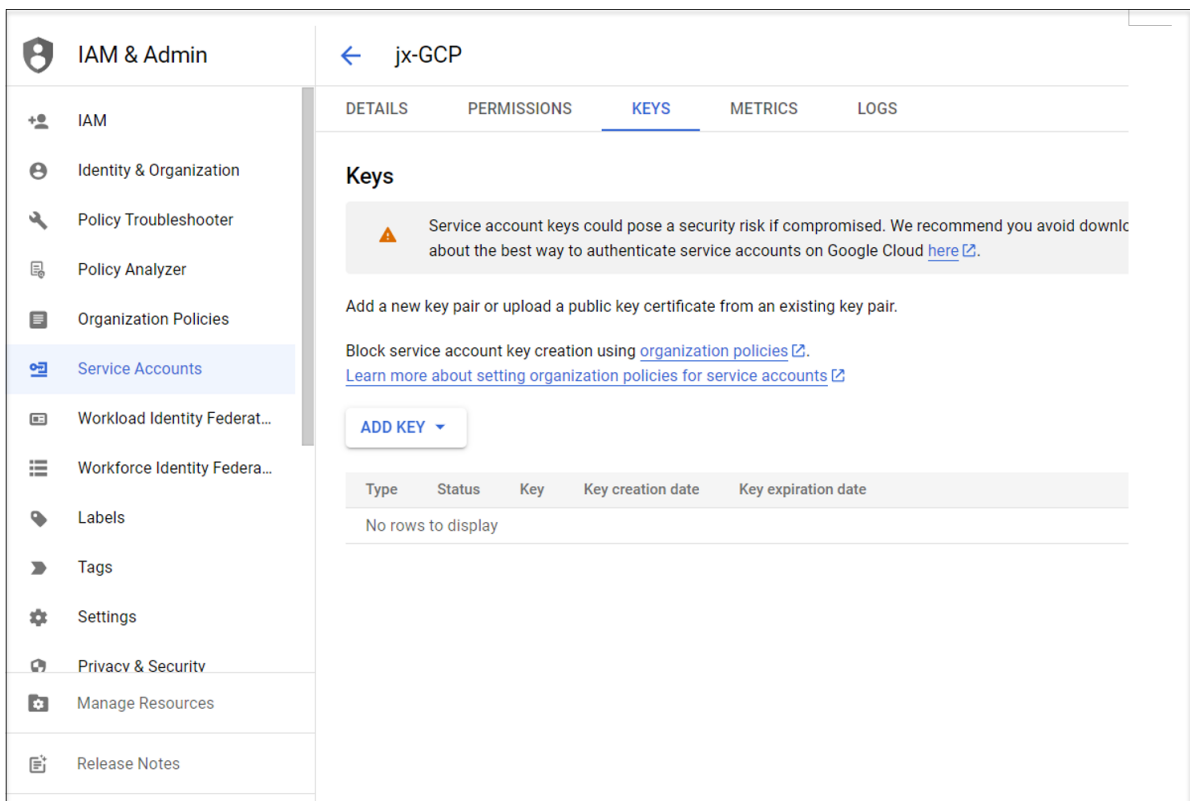 IAM & Admin
jx-GCP
IAM
Identity & Organization
Policy Troubleshooter
Policy Analyzer
Organization Policies
Service Accounts
Workload Identity Federat...
Workforce Identity Federa...
Labels
Tags
Settings
Privacy & Security
Manage Resources
Release Notes
DETAILS PERMISSIONS KEYS METRICS LOGS
Keys
Service account keys could pose a security risk if compromised. We recommend you avoid downlo
about the best way to authenticate service accounts on Google Cloud here.
Add a new key pair or upload a public key certificate from an existing key pair.
Block service account key creation using organization policies.
Learn more about setting organization policies for service accounts
ADD KEY
Type Status Key Key creation date Key expiration date
No rows to display